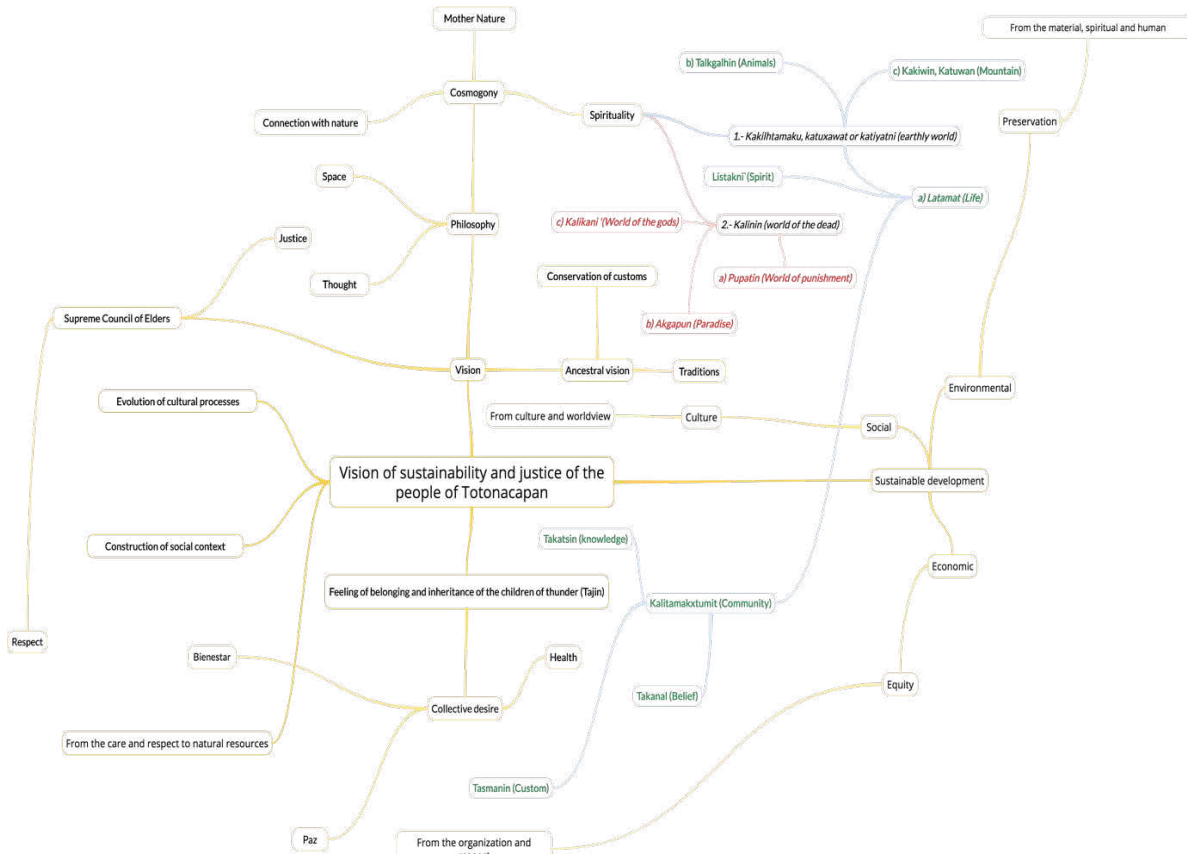 Mother Nature
From the material, spiritual and human
b) Talkgalhin (Animals)
c) Kakiwin, Katuwan (Mountain)
Cosmogony
Connection with nature
Spirituality
1.- Kakilhtamaku, katuxawat or katiyatni (earthly world)
Preservation
Space
Listakni`(Spirit)
a) Latamat (Life)
Philosophy
c) Kalikani '(World of the gods)
2.- Kalinin (world of the dead)
Justice
Thought
Conservation of customs
a) Pupatin (World of punishment)
Supreme Council of Elders
b) Akgapun (Paradise)
Vision
Ancestral vision
Traditions
Environmental
Evolution of cultural processes
From culture and worldview
Culture
Social
Vision of sustainability and justice of the
people of Totonacapan
Sustainable development
Construction of social context
Takatsin (knowledge)
Economic
Feeling of belonging and inheritance of the children of thunder (Tajin)
Kalitamakxtumit (Community)
Respect
Bienestar
Health
Equity
Takanal (Belief)
Collective desire
From the care and respect to natural resources
Tasmanin (Custom)
Paz
From the organization and